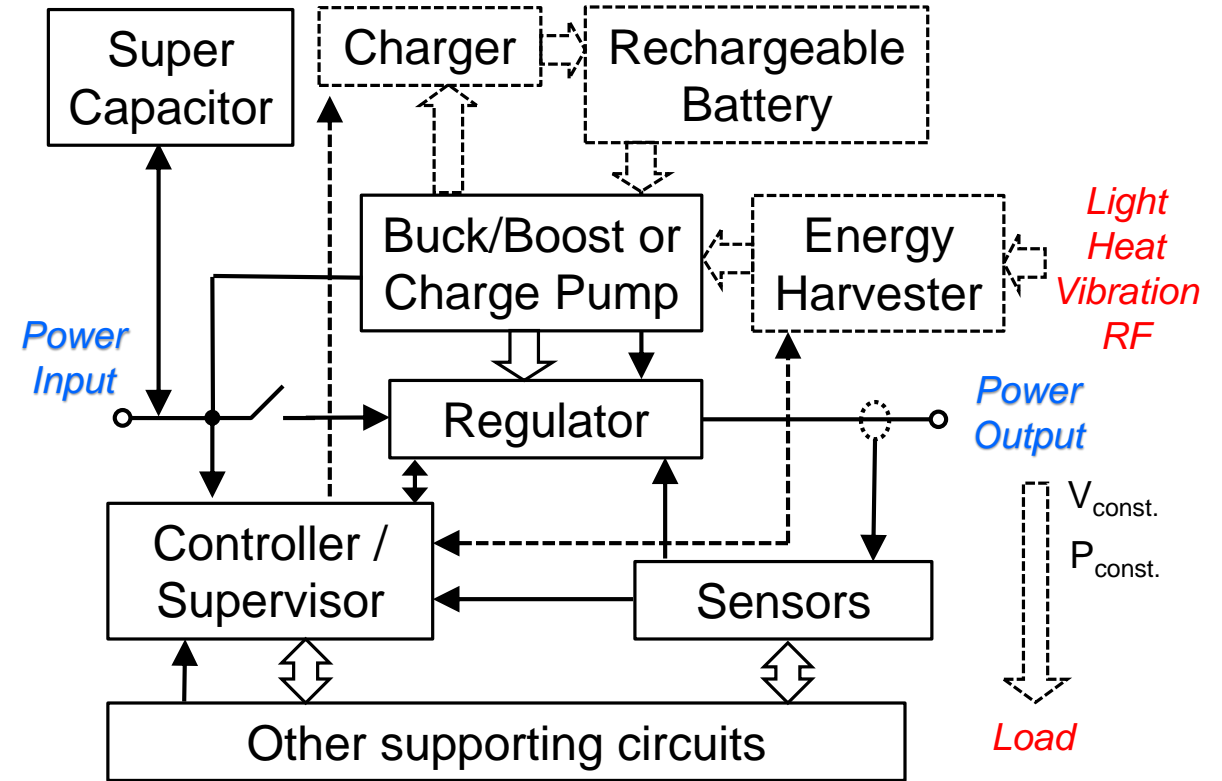 Super
Capacitor
Charger
Rechargeable
Battery
Buck/Boost or
Charge Pump
Energy
Harvester
Light
Heat
Vibration
RF
Power
Input
Regulator
Power
Output
Vconst.
Pconst.
Controller /
Supervisor
Sensors
Other supporting circuits
Load